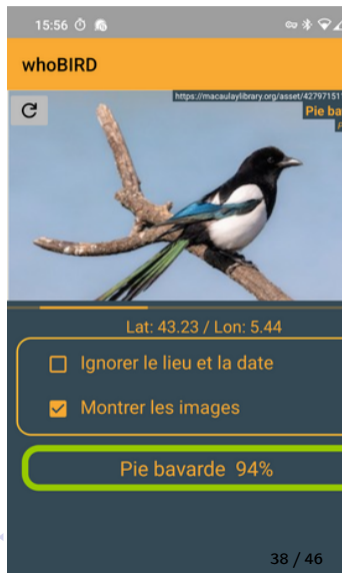 15:56
whoBIRD
https://macaulaylibrary.org/asset/42797151
Pie ba
Lat: 43.23 / Lon: 5.44
Ignorer le lieu et la date
Montrer les images
Pie bavarde 94%
38 / 46